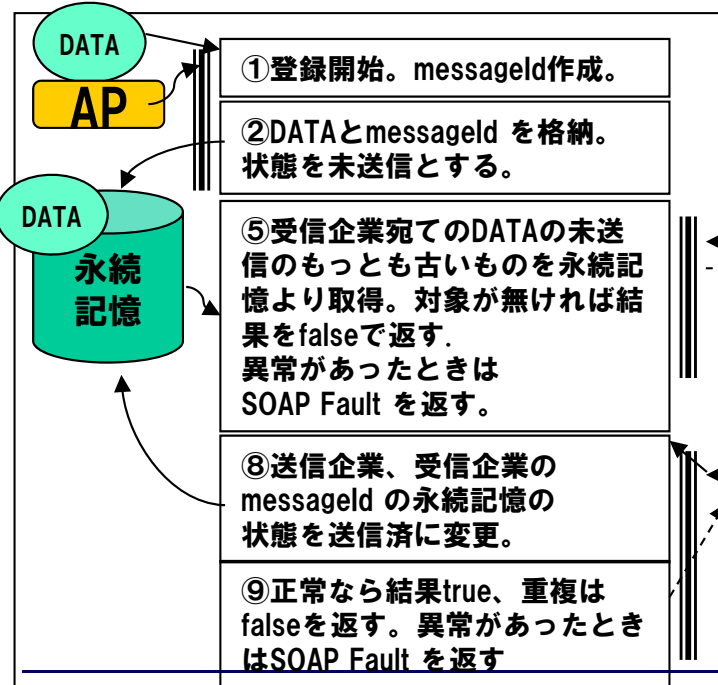 DATA
AP
①登録開始。messageId作成。
②DATAとmessageId を格納。
状態を未送信とする。
DATA
永続
記憶
⑤受信企業宛てのDATAの未送
信のもっとも古いものを永続記
憶より取得。対象が無ければ結
果をfalseで返す.
異常があったときは
SOAP Fault を返す。
⑧送信企業、受信企業の
messageId の永続記憶の
状態を送信済に変更。
⑨正常なら結果true、重複は
falseを返す。異常があったとき
はSOAP Fault を返す